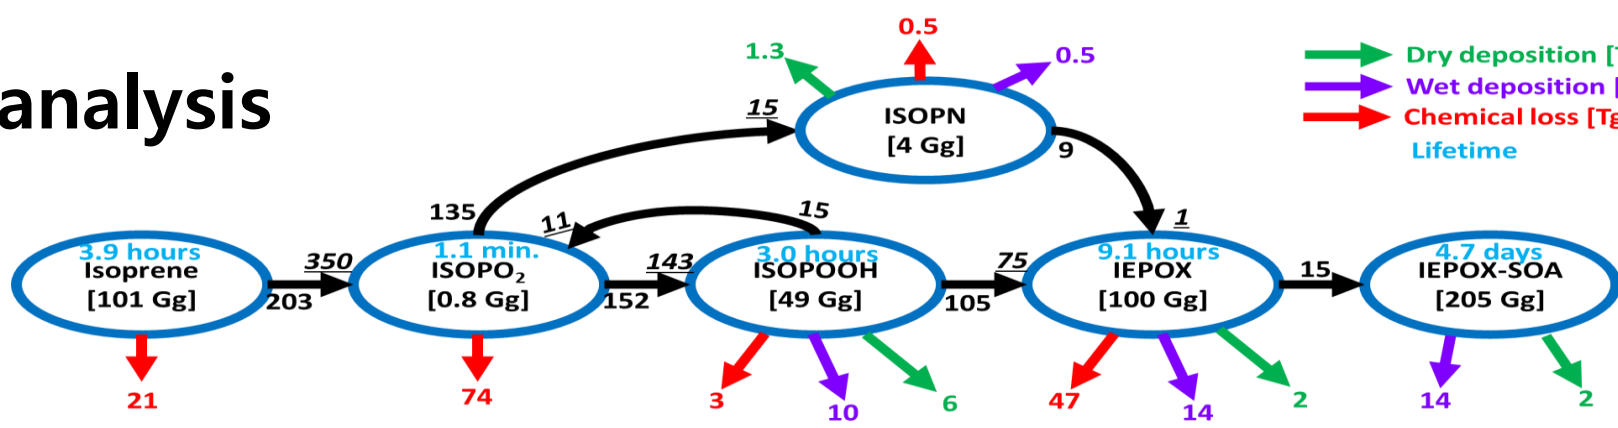 analysis
0.5
1.3
0.5
15
ISOPN
[4 Gg]
9
Dry deposition [T
Wet deposition [
Chemical loss [Tg
Lifetime
135
11
15
1
3.9 hours
Isoprene
[101 Gg]
350
203
1.1 min.
ISOPO₂
[0.8 Gg]
143
152
3.0 hours
ISOPOOH
[49 Gg]
75
105
9.1 hours
IEPOX
[100 Gg]
15
4.7 days
IEPOX-SOA
[205 Gg]
21
74
3
10
6
47
14
2
14
2